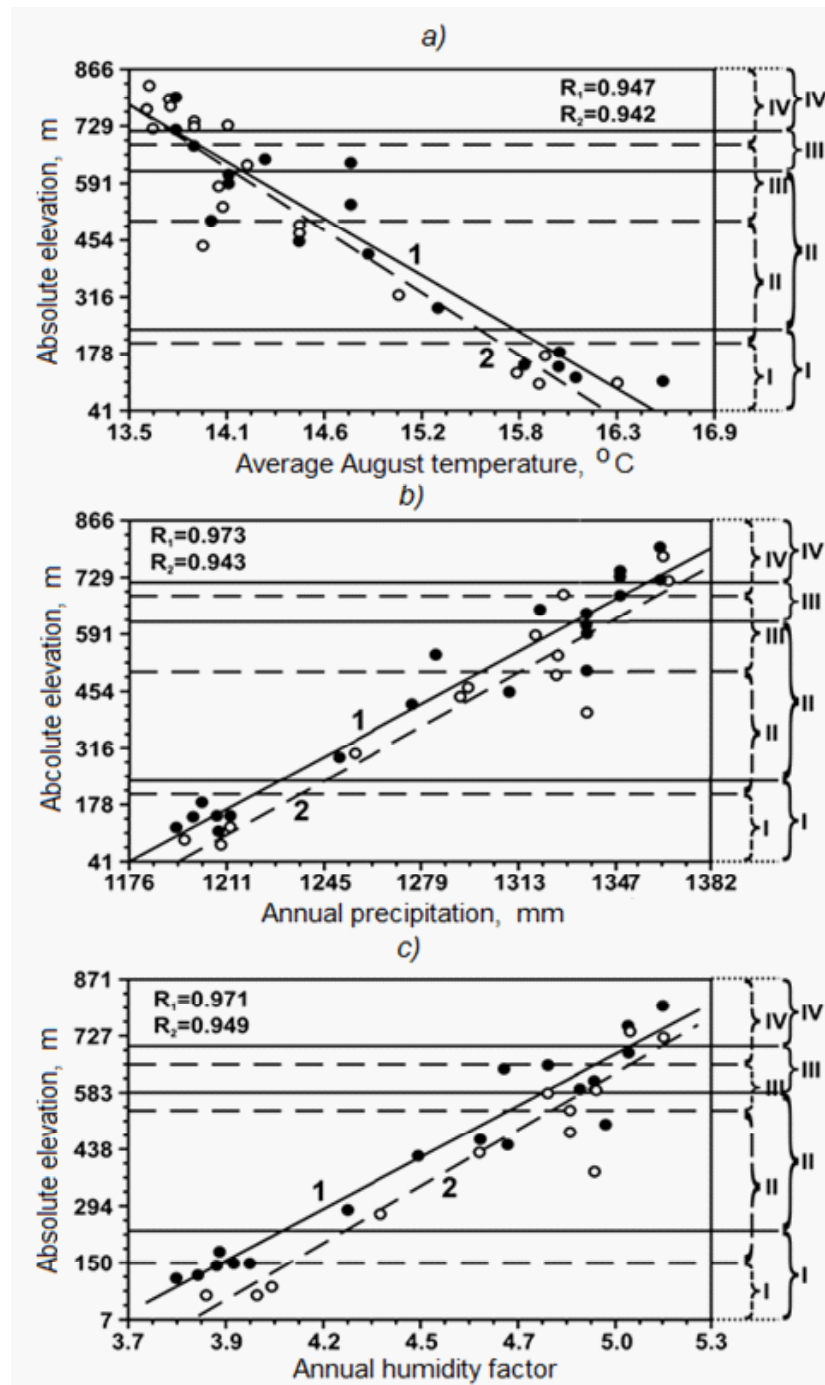 a)
866
729
591
454
316
178
41
Absolute elevation, m
R₁=0.947
R₂=0.942
1
2
IV
IV
III
III
II
II
I
I
13.5 14.1 14.6 15.2 15.8 16.3 16.9
Average August temperature, °C
b)
866
729
591
454
316
178
41
Abcolute elevation, m
R₁=0.973
R₂=0.943
1
2
IV
IV
III
III
II
II
I
I
1176 1211 1245 1279 1313 1347 1382
Annual precipitation, mm
c)
871
727
583
438
294
150
7
Absolute elevation, m
R₁=0.971
R₂=0.949
1
2
IV
IV
III
III
II
II
I
I
3.7 3.9 4.2 4.5 4.7 5.0 5.3
Annual humidity factor